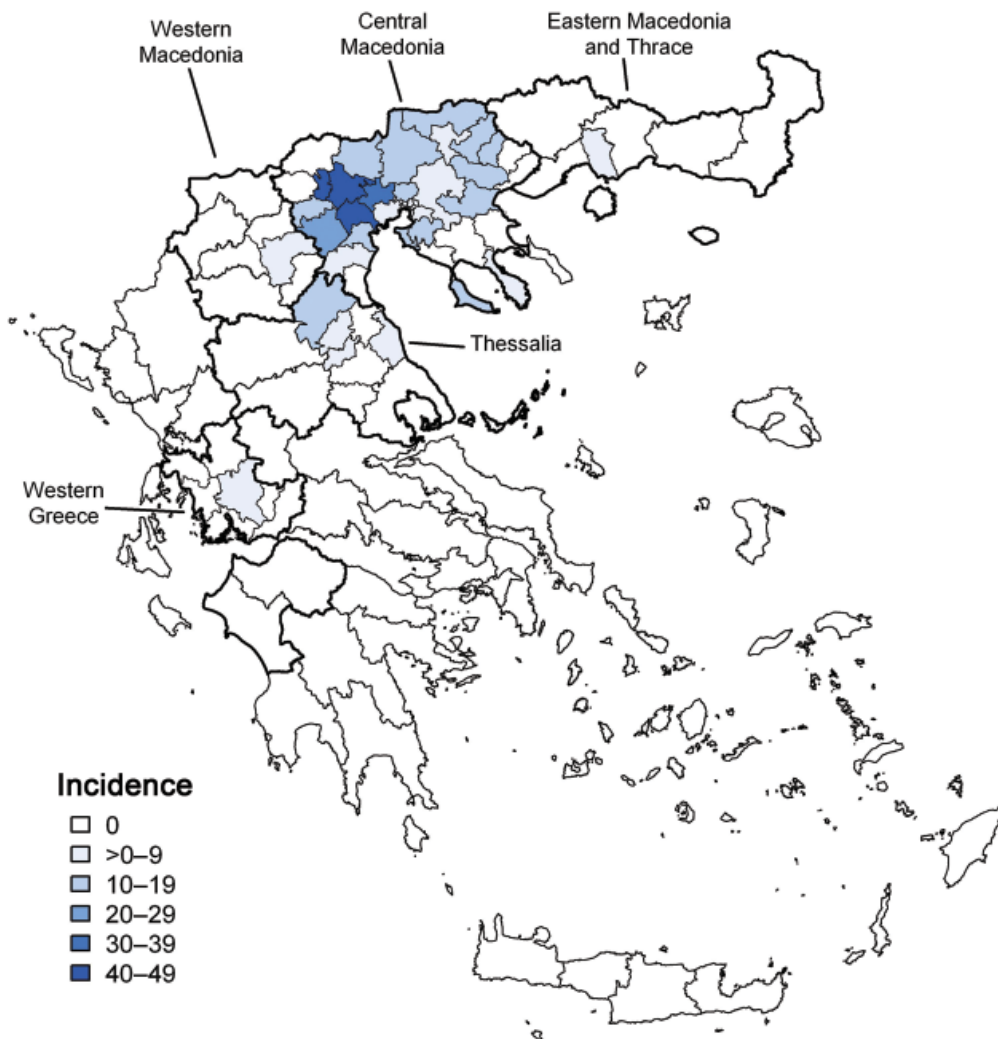 Western
Macedonia
Central
Macedonia
Eastern Macedonia
and Thrace
Thessalia
Western
Greece
Incidence
0
>0–9
10–19
20–29
30–39
40–49